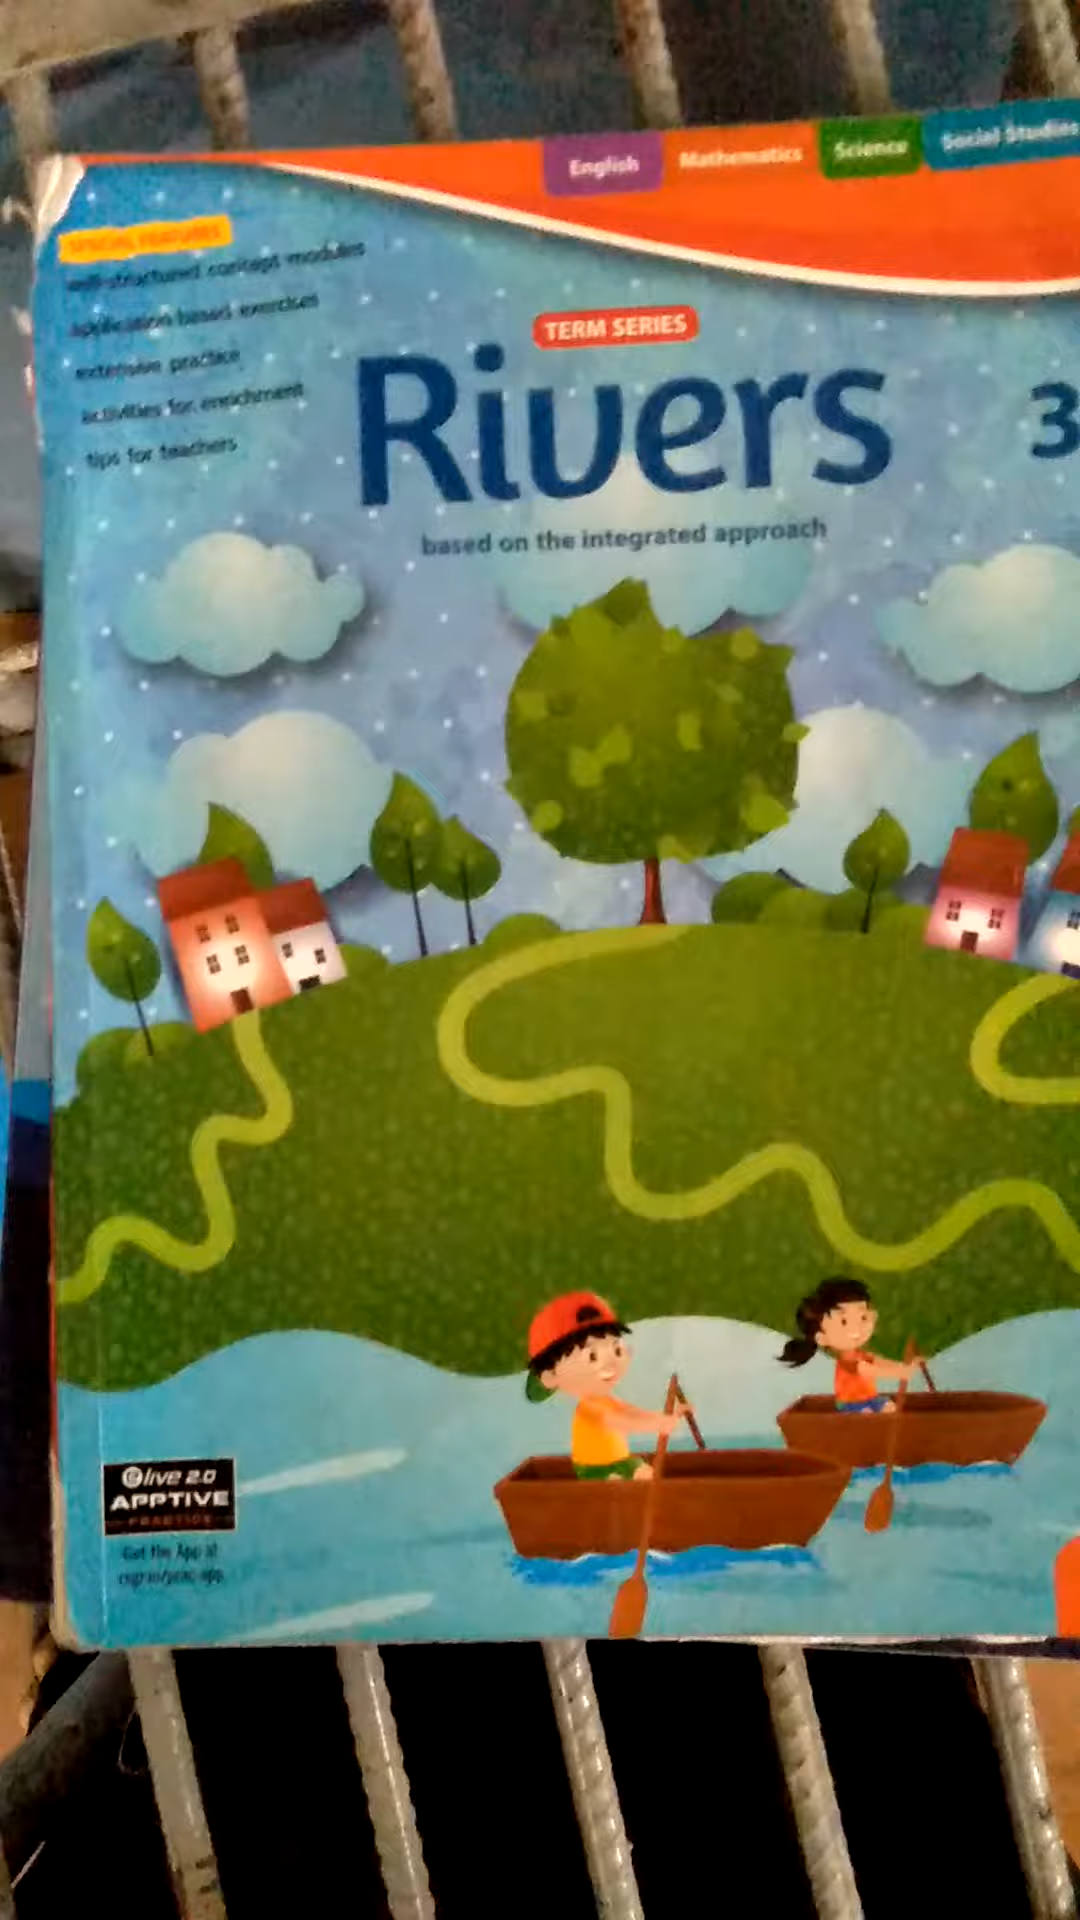 English
Mathematics
Science
Social Studies
SPECIAL FEATURES
well-structured concept modules
application based exercises
extensive practice
activities for enrichment
tips for teachers
TERM SERIES
Rivers 3
based on the integrated approach
live 2.0
APPTIVE
PRACTICE
Get the App at